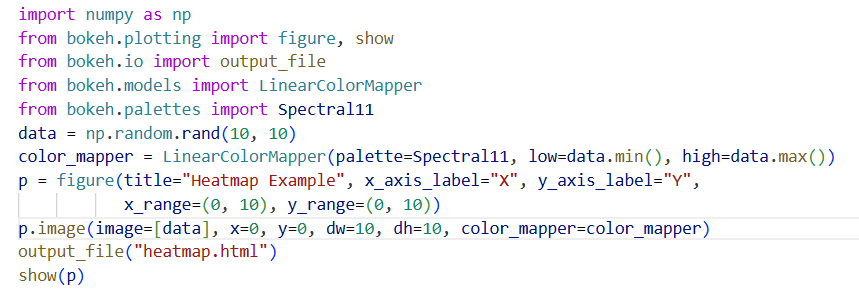 import numpy as np
from bokeh.plotting import figure, show
from bokeh.io import output_file
from bokeh.models import LinearColorMapper
from bokeh.palettes import Spectral11
data = np.random.rand(10, 10)
color_mapper = LinearColorMapper(palette=Spectral11, low=data.min(), high=data.max())
p = figure(title="Heatmap Example", x_axis_label="X", y_axis_label="Y",
           x_range=(0, 10), y_range=(0, 10))
p.image(image=[data], x=0, y=0, dw=10, dh=10, color_mapper=color_mapper)
output_file("heatmap.html")
show(p)